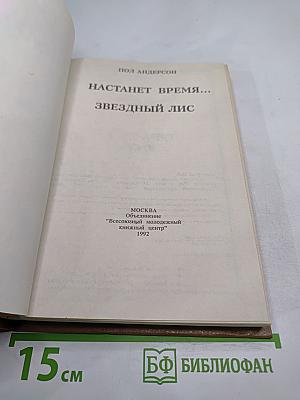 ПОЛ АНДЕРСОН
НАСТАНЕТ ВРЕМЯ...
ЗВЕЗДНЫЙ ЛИС
МОСКВА
Объединение
"Всесоюзный молодежный
книжный центр"
1992
15 см
БФ БИБЛИОФАН